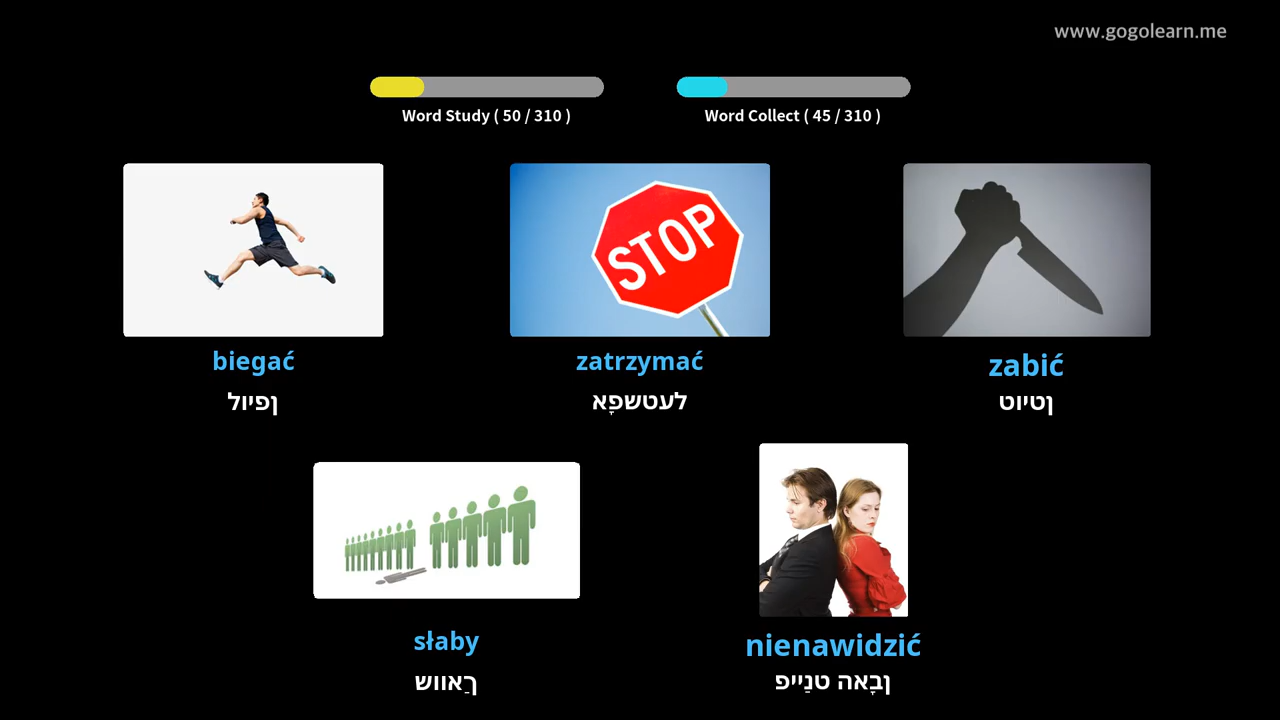 www.gogolearn.me
Word Study ( 50 / 310 )
Word Collect ( 45 / 310 )
STOP
biegać
ןפיול
zatrzymać
לעטשפָא
zabić
ןטיוט
słaby
ךַאווש
nienawidzić
ןבָאה טנַייפ